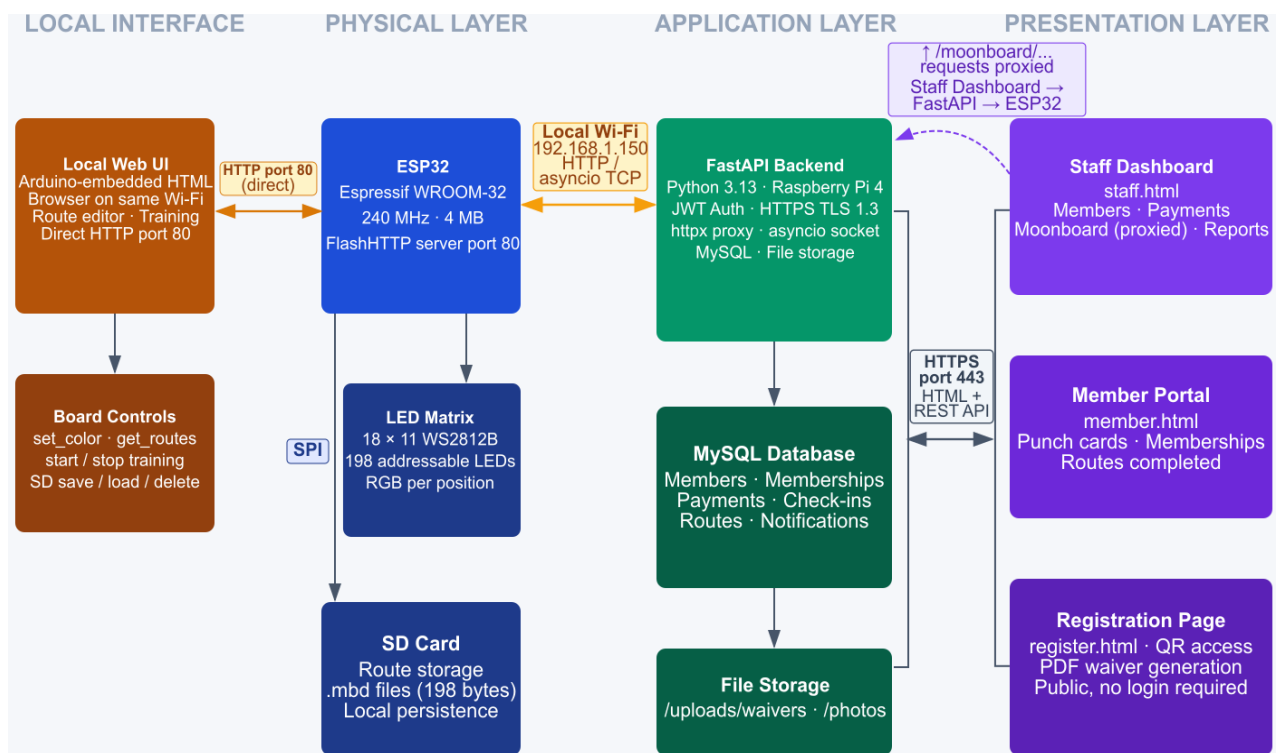 LOCAL INTERFACE
PHYSICAL LAYER
APPLICATION LAYER
PRESENTATION LAYER
↑ /moonboard/...
requests proxied
Staff Dashboard →
FastAPI → ESP32
Local Web UI
Arduino-embedded HTML
Browser on same Wi-Fi
Route editor · Training
Direct HTTP port 80
HTTP port 80
(direct)
ESP32
Espressif WROOM-32
240 MHz · 4 MB
FlashHTTP server port 80
Local Wi-Fi
192.168.1.150
HTTP /
asyncio TCP
FastAPI Backend
Python 3.13 · Raspberry Pi 4
JWT Auth · HTTPS TLS 1.3
httpx proxy · asyncio socket
MySQL · File storage
Staff Dashboard
staff.html
Members · Payments
Moonboard (proxied) · Reports
Board Controls
set_color · get_routes
start / stop training
SD save / load / delete
SPI
LED Matrix
18 × 11 WS2812B
198 addressable LEDs
RGB per position
MySQL Database
Members · Memberships
Payments · Check-ins
Routes · Notifications
HTTPS
port 443
HTML +
REST API
Member Portal
member.html
Punch cards · Memberships
Routes completed
SD Card
Route storage
.mbd files (198 bytes)
Local persistence
File Storage
/uploads/waivers · /photos
Registration Page
register.html · QR access
PDF waiver generation
Public, no login required